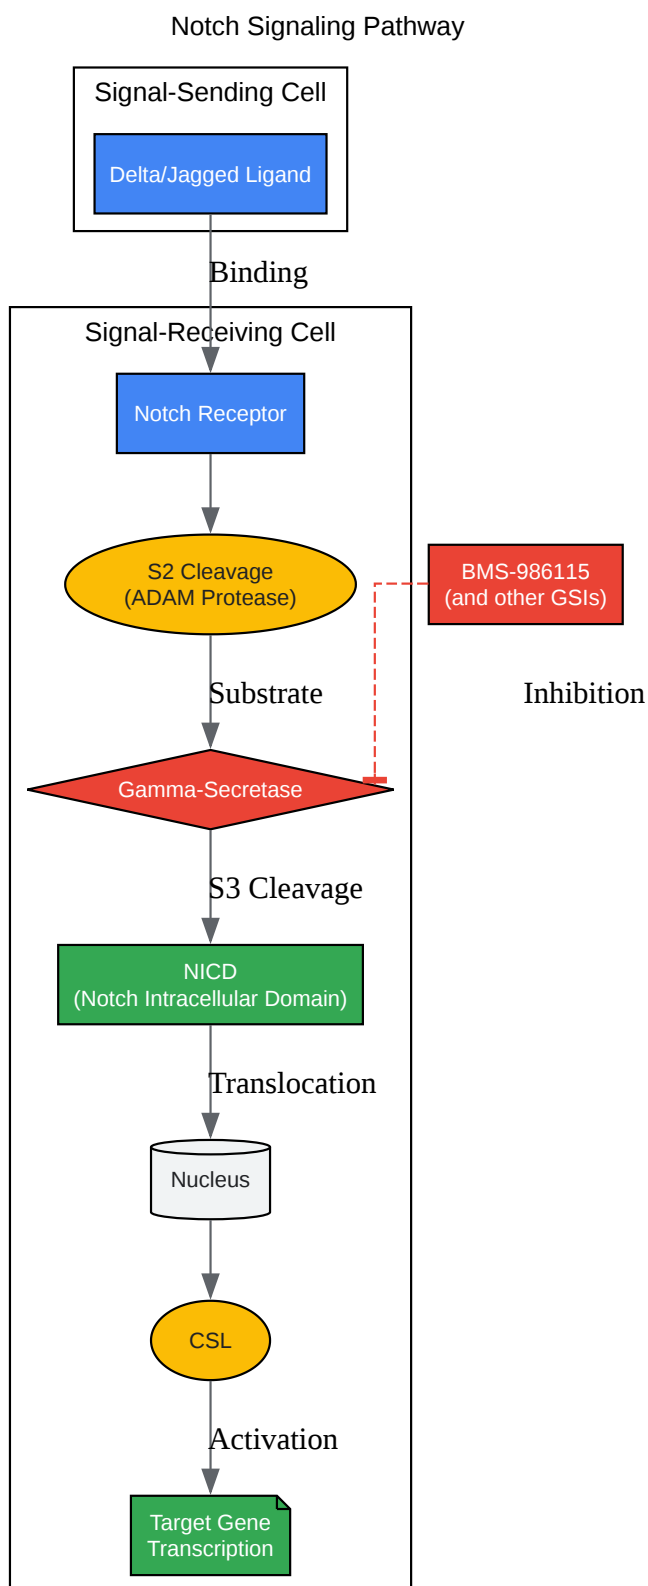 Notch Signaling Pathway
Signal-Sending Cell
Delta/Jagged Ligand
Binding
Signal-Receiving Cell
Notch Receptor
S2 Cleavage
(ADAM Protease)
BMS-986115
(and other GSIs)
Substrate
Inhibition
Gamma-Secretase
S3 Cleavage
NICD
(Notch Intracellular Domain)
Translocation
Nucleus
CSL
Activation
Target Gene
Transcription